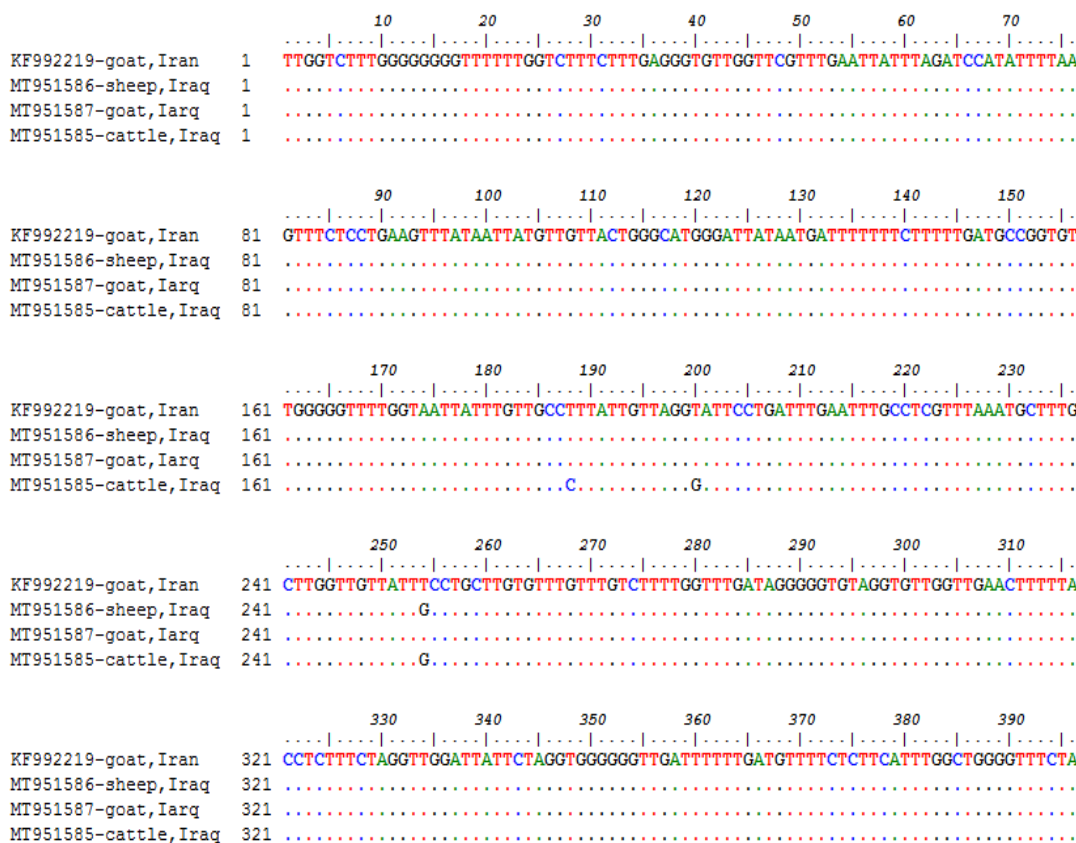 10 20 30 40 50 60 70
....|....|....|....|....|....|....|....|....|....|....|....|....|....|....|.
KF992219-goat,Iran 1 TTGGTCTTTGGGGGGGGTTTTTTGGTCTTTCTTTGAGGGTGTTGGTTCGTTTGAATTATTTAGATCCATATTTTAA
MT951586-sheep,Iraq 1 ............................................................................
MT951587-goat,Iarq 1 ............................................................................
MT951585-cattle,Iraq 1 ............................................................................
90 100 110 120 130 140 150
....|....|....|....|....|....|....|....|....|....|....|....|....|....|....|.
KF992219-goat,Iran 81 GTTTCTCCTGAAGTTTATAATTATGTTGTTACTGGGCATGGGATTATAATGATTTTTTTCTTTTTGATGCCGGTGT
MT951586-sheep,Iraq 81 ............................................................................
MT951587-goat,Iarq 81 ............................................................................
MT951585-cattle,Iraq 81 ............................................................................
170 180 190 200 210 220 230
....|....|....|....|....|....|....|....|....|....|....|....|....|....|....|.
KF992219-goat,Iran 161 TGGGGGTTTTGGTAATTATTTGTTGCCTTTATTGTTAGGTATTCCTGATTTGAATTTGCCTCGTTTAAATGCTTTG
MT951586-sheep,Iraq 161 ............................................................................
MT951587-goat,Iarq 161 ............................................................................
MT951585-cattle,Iraq 161 ...........................C...........G....................................
250 260 270 280 290 300 310
....|....|....|....|....|....|....|....|....|....|....|....|....|....|....|.
KF992219-goat,Iran 241 CTTGGTTGTTATTTCCTGCTTGTGTTTGTTTGTCTTTTGGTTTGATAGGGGGTGTAGGTGTTGGTTGAACTTTTTA
MT951586-sheep,Iraq 241 .............G..............................................................
MT951587-goat,Iarq 241 ............................................................................
MT951585-cattle,Iraq 241 .............G..............................................................
330 340 350 360 370 380 390
....|....|....|....|....|....|....|....|....|....|....|....|....|....|....|.
KF992219-goat,Iran 321 CCTCTTTCTAGGTTGGATTATTCTAGGTGGGGGGTTGATTTTTTGATGTTTTCTCTTCATTTGGCTGGGGTTTCTA
MT951586-sheep,Iraq 321 ............................................................................
MT951587-goat,Iarq 321 ............................................................................
MT951585-cattle,Iraq 321 ............................................................................